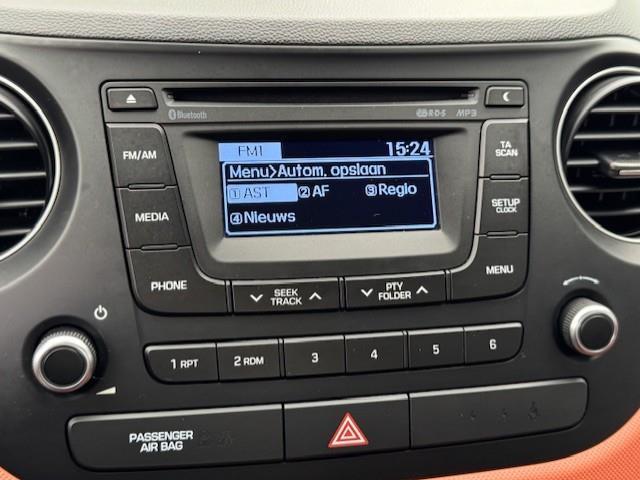 Bluetooth
R·D·S MP3
FM/AM
MEDIA
PHONE
FM1 15:24
Menu>Autom. opslaan
1 AST 2 AF 3 Regio
4 Nieuws
TA
SCAN
SETUP
CLOCK
MENU
SEEK
TRACK
PTY
FOLDER
1 RPT 2 RDM 3 4 5 6
PASSENGER
AIR BAG